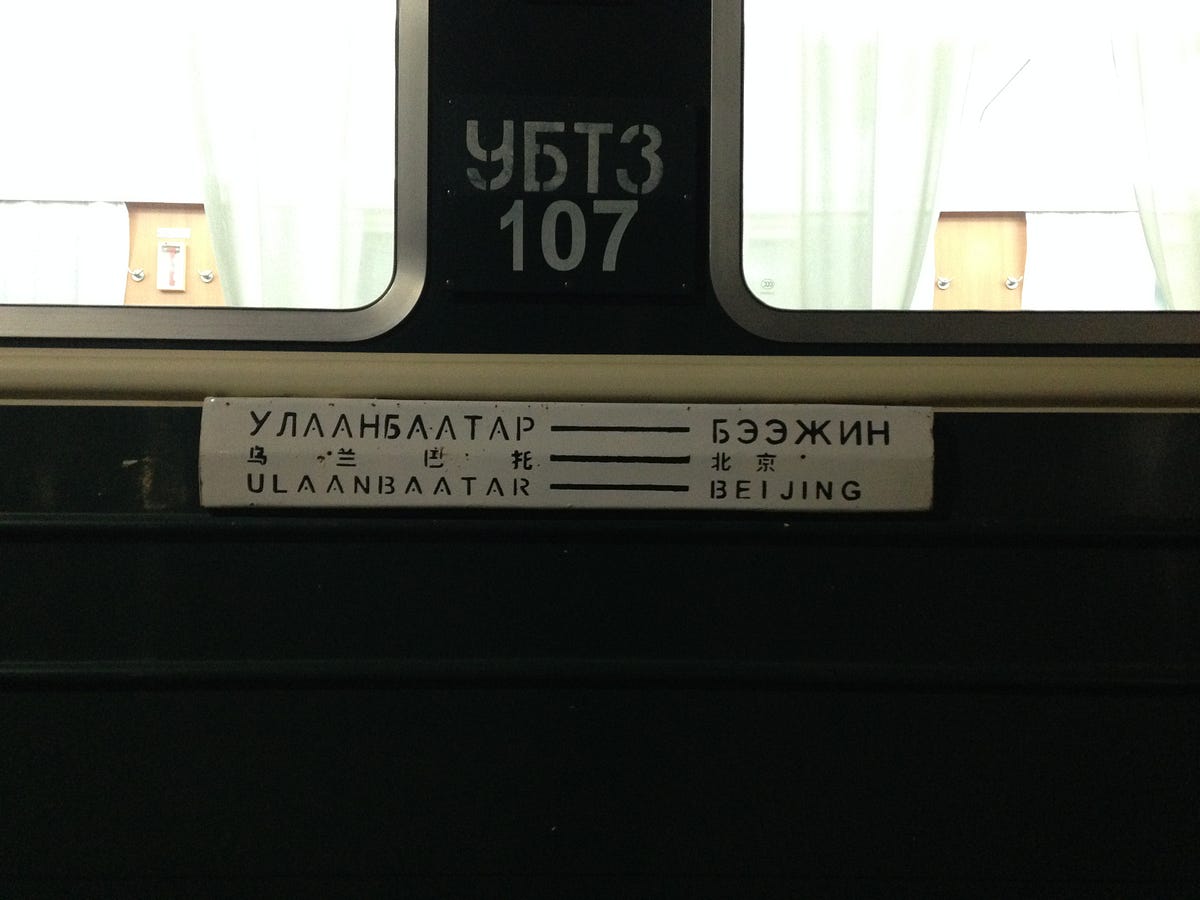 УБТЗ
107
УЛААНБААТАР — БЭЭЖИН
乌兰巴托 — 北京
ULAANBAATAR — BEIJING